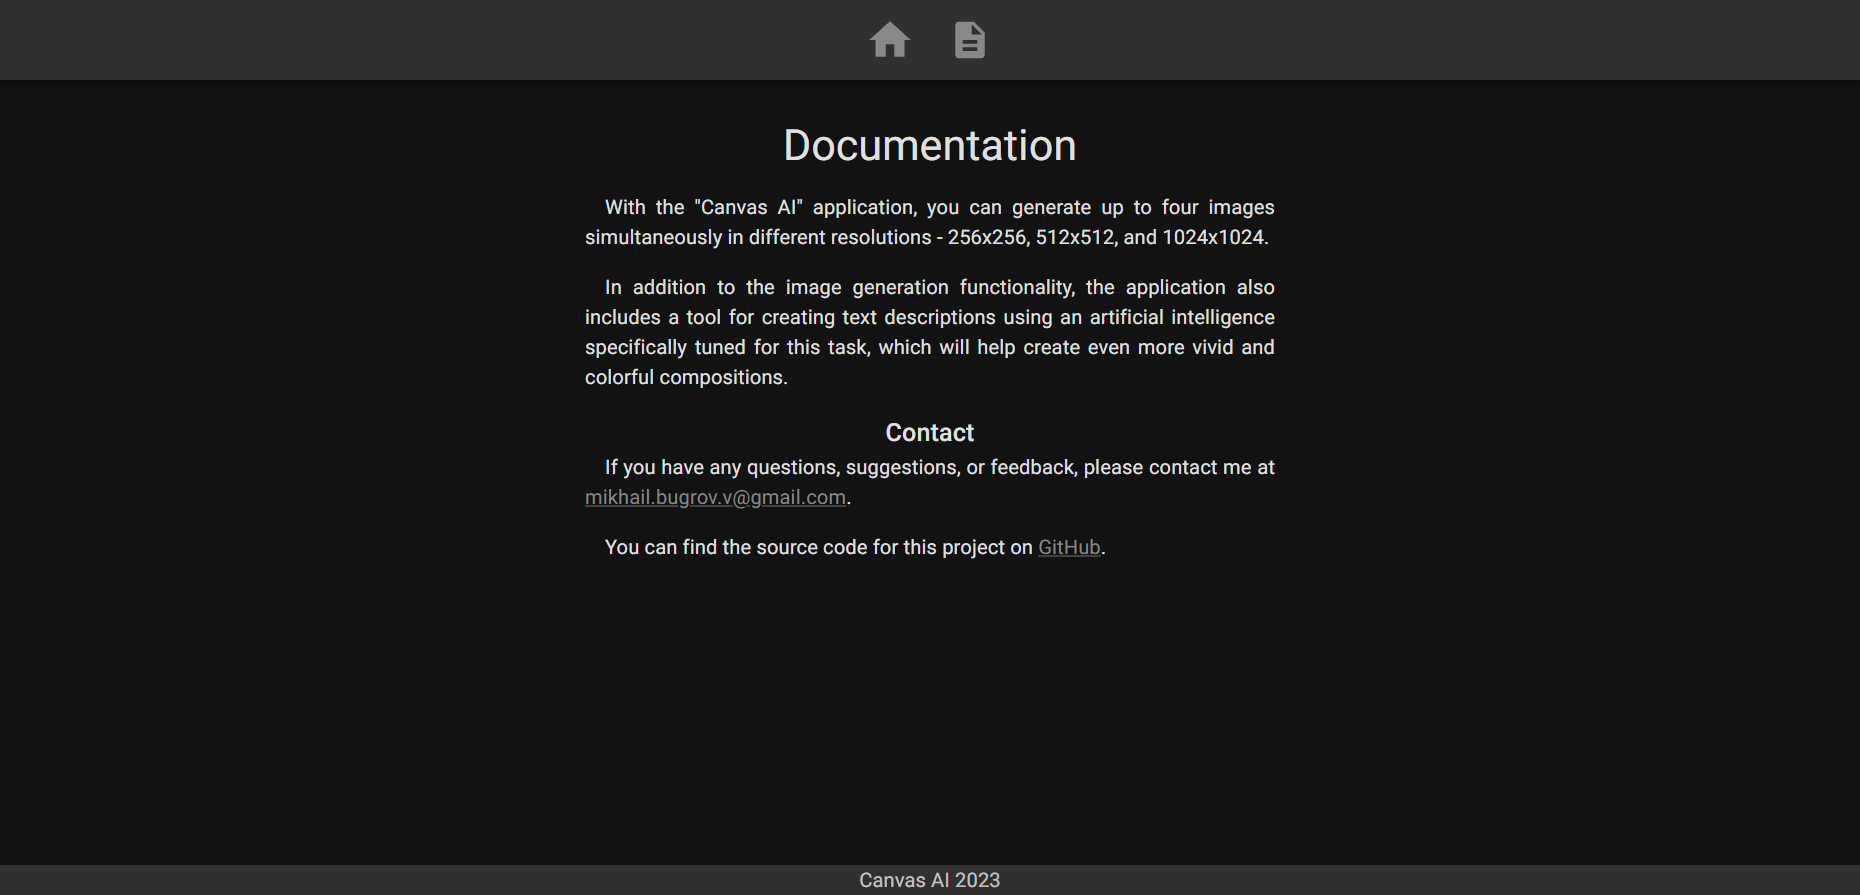 Documentation
With the "Canvas AI" application, you can generate up to four images
simultaneously in different resolutions - 256x256, 512x512, and 1024x1024.
In addition to the image generation functionality, the application also
includes a tool for creating text descriptions using an artificial intelligence
specifically tuned for this task, which will help create even more vivid and
colorful compositions.
Contact
If you have any questions, suggestions, or feedback, please contact me at
mikhail.bugrov.v@gmail.com.
You can find the source code for this project on GitHub.
Canvas AI 2023